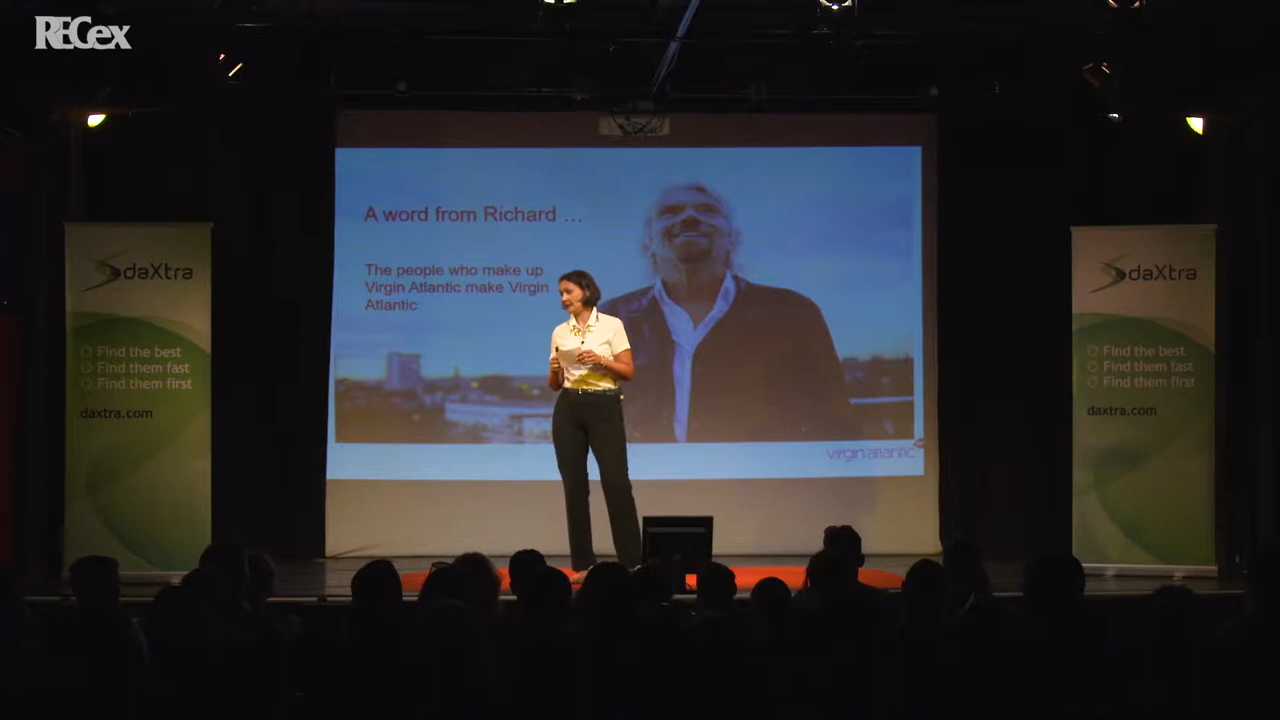 RECex
A word from Richard ...
The people who make up
Virgin Atlantic make Virgin
Atlantic
virgin atlantic
daXtra
Find the best
Find them fast
Find them first
daxtra.com
daXtra
Find the best
Find them fast
Find them first
daxtra.com